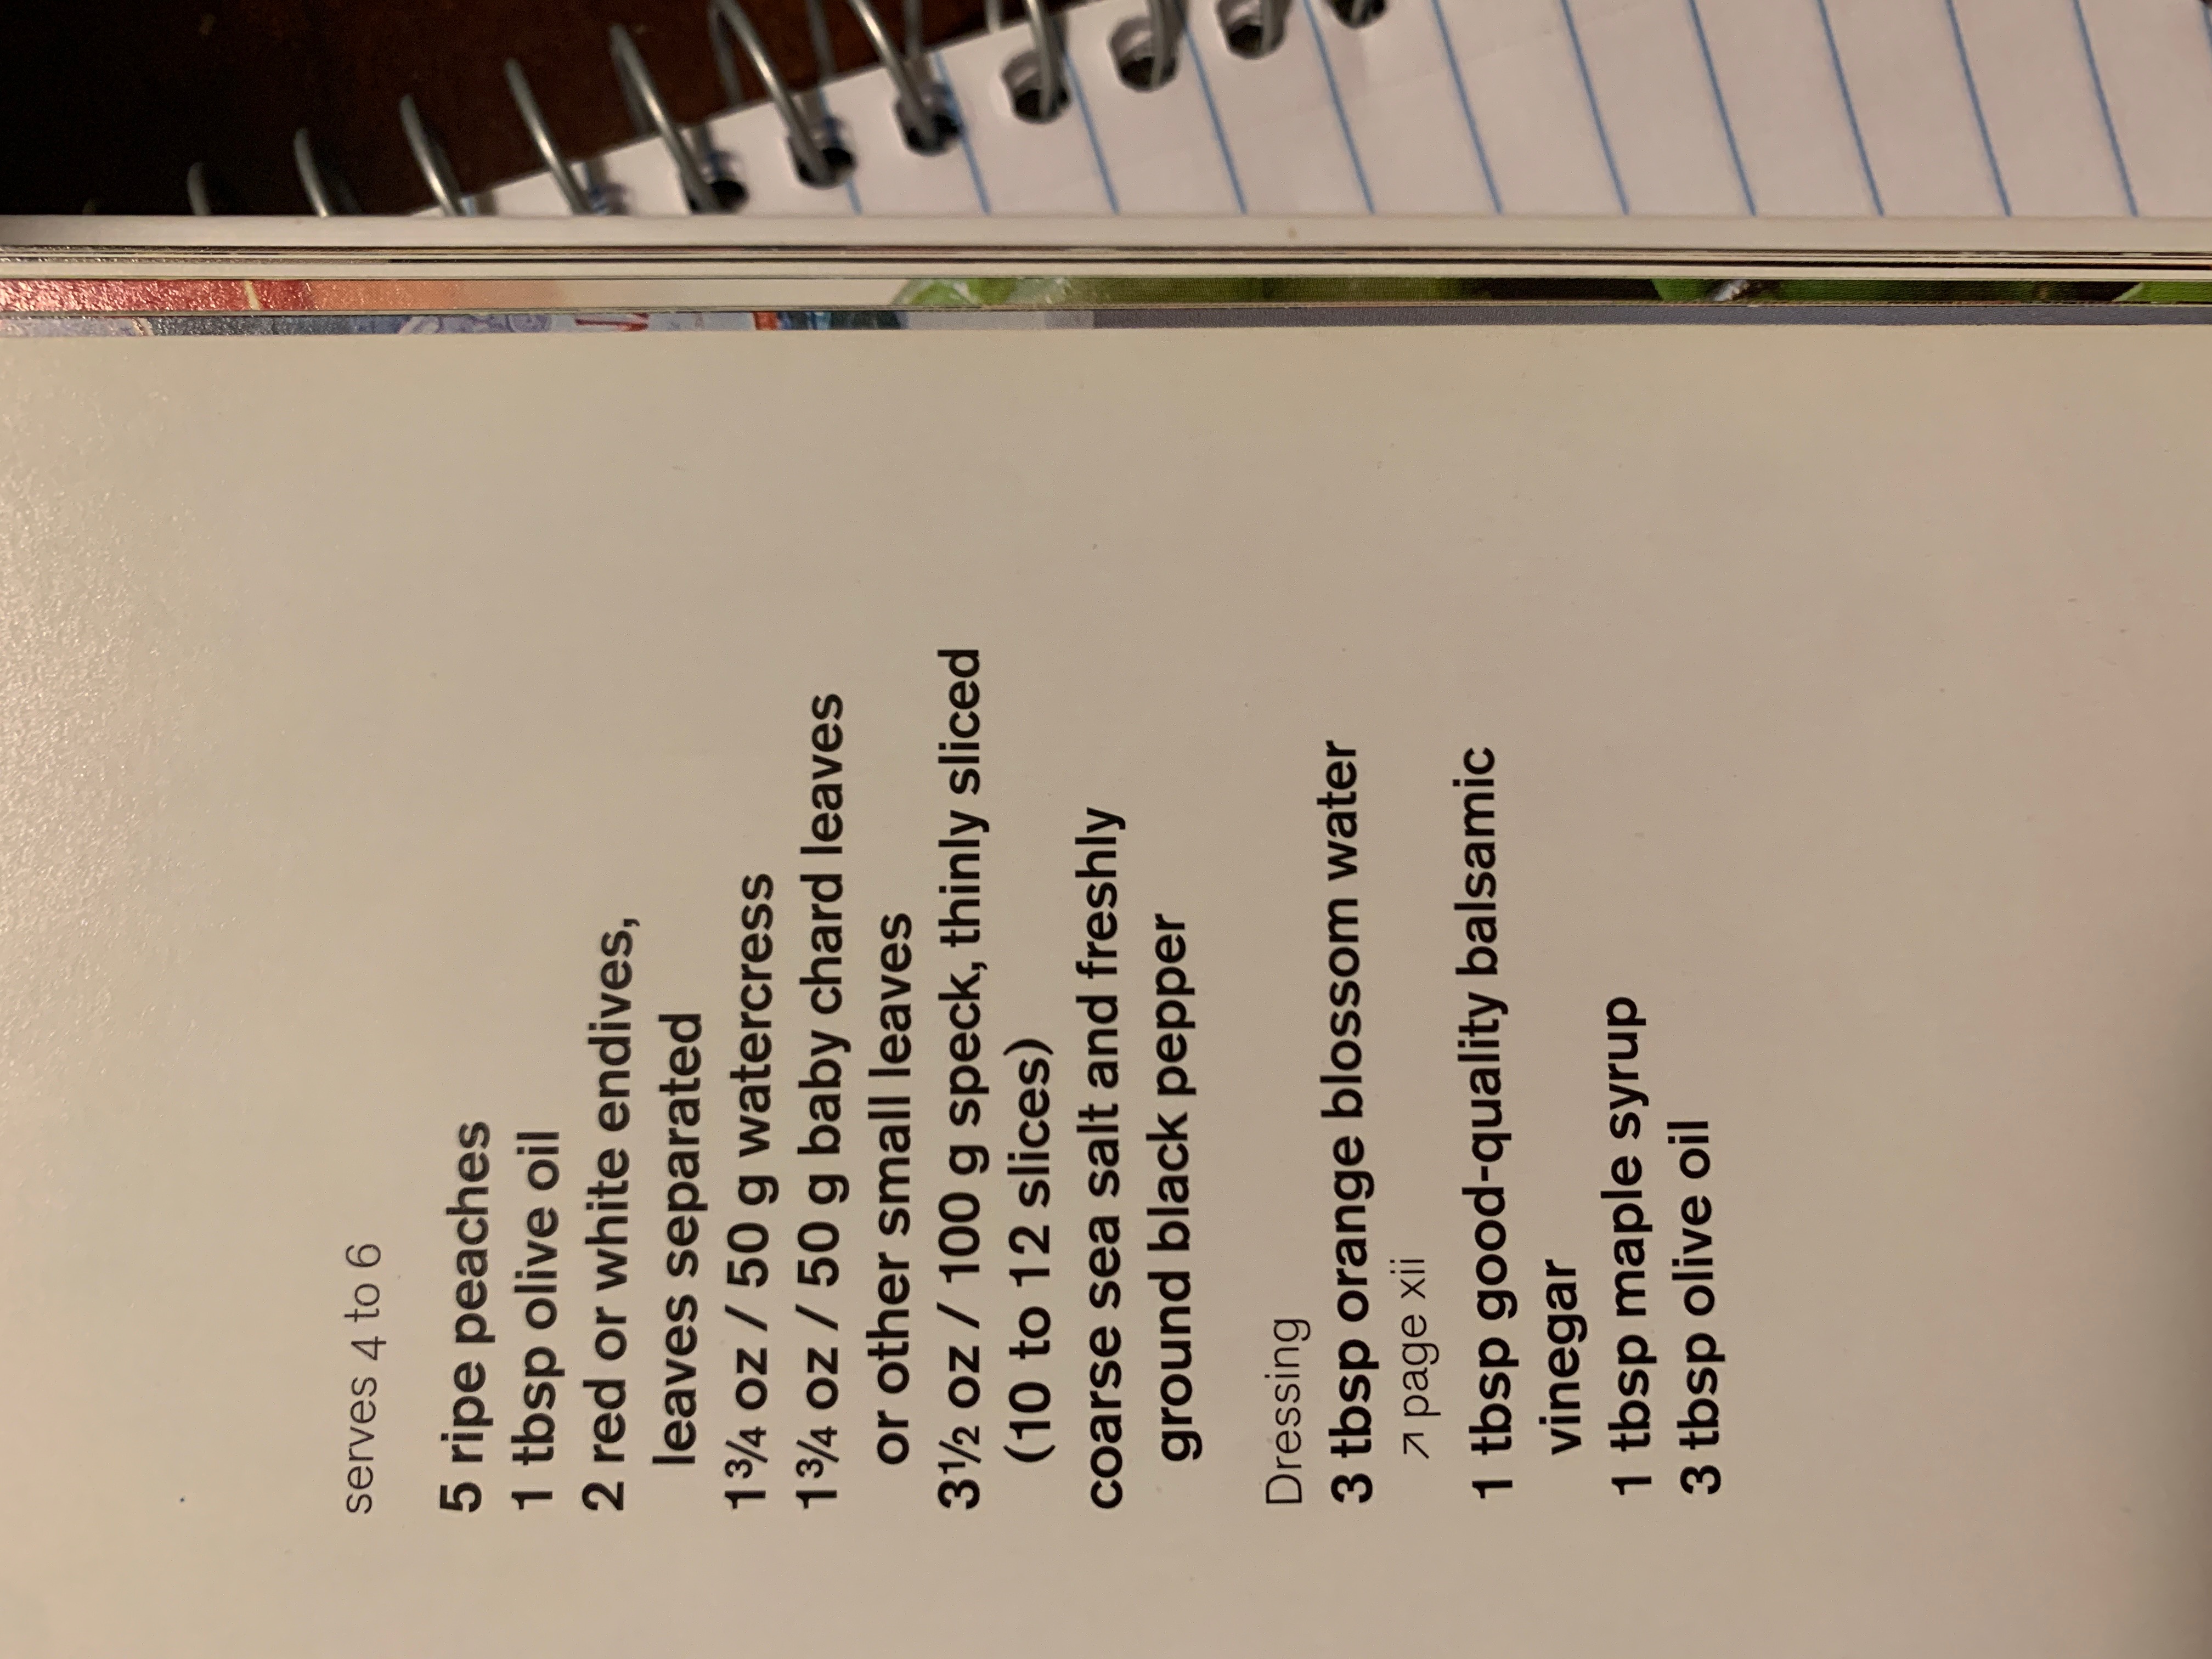 serves 4 to 6
5 ripe peaches
1 tbsp olive oil
2 red or white endives,
leaves separated
1¾ oz / 50 g watercress
1¾ oz / 50 g baby chard leaves
or other small leaves
3½ oz / 100 g speck, thinly sliced
(10 to 12 slices)
coarse sea salt and freshly
ground black pepper
Dressing
3 tbsp orange blossom water
↗ page xii
1 tbsp good-quality balsamic
vinegar
1 tbsp maple syrup
3 tbsp olive oil